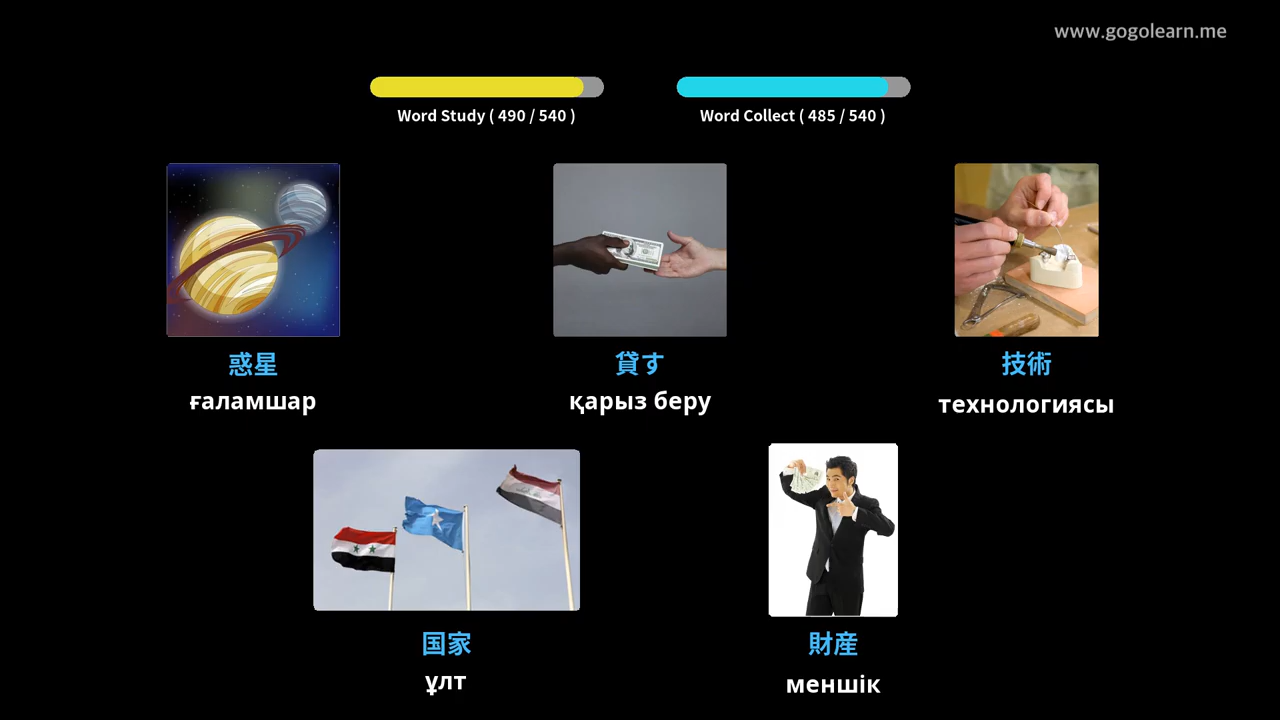 www.gogolearn.me
Word Study ( 490 / 540 )
Word Collect ( 485 / 540 )
惑星
ғаламшар
貸す
қарыз беру
技術
технологиясы
国家
ұлт
財産
меншік